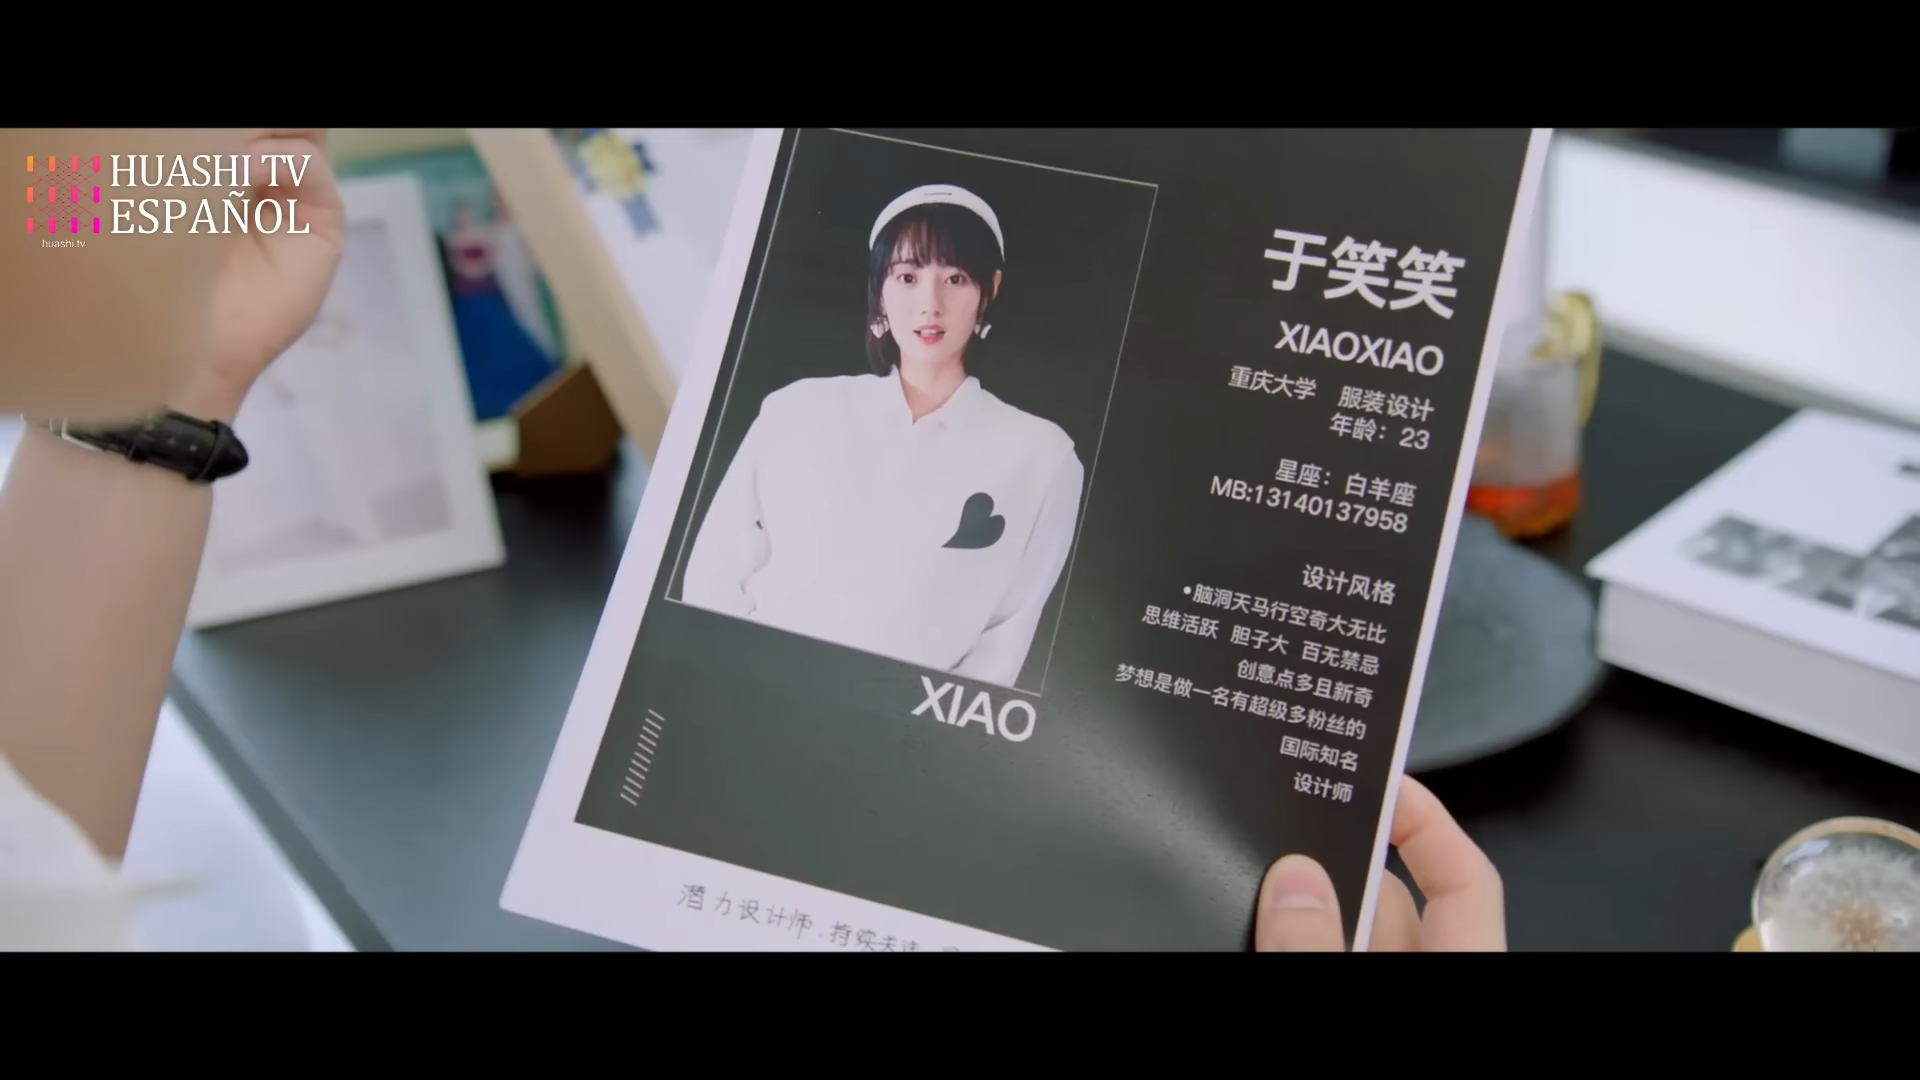 HUASHI TV
ESPAÑOL
huashi.tv
于笑笑
XIAOXIAO
重庆大学 服装设计
年龄：23
星座：白羊座
MB:13140137958
设计风格
•脑洞天马行空奇大无比
思维活跃 胆子大 百无禁忌
创意点多且新奇
梦想是做一名有超级多粉丝的
国际知名
设计师
XIAO
潜力设计师，持续关注